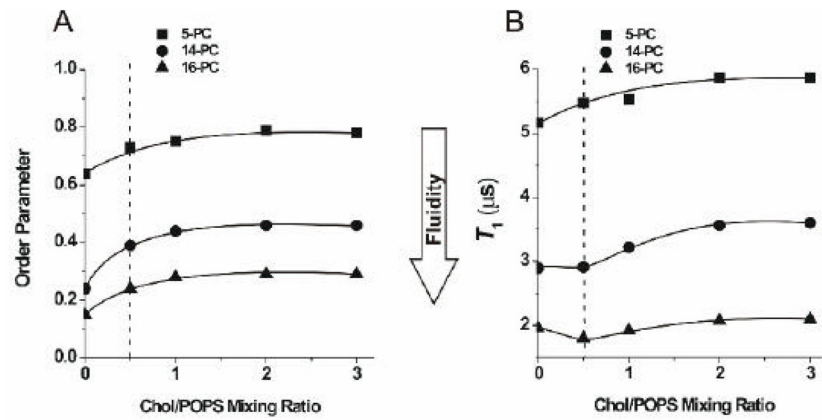 A
5-PC
14-PC
16-PC
1.0
0.8
0.6
0.4
0.2
0.0
Order Parameter
0
1
2
3
Chol/POPS Mixing Ratio
Fluidity
B
5-PC
14-PC
16-PC
6
5
4
3
2
T1 (µs)
0
1
2
3
Chol/POPS Mixing Ratio